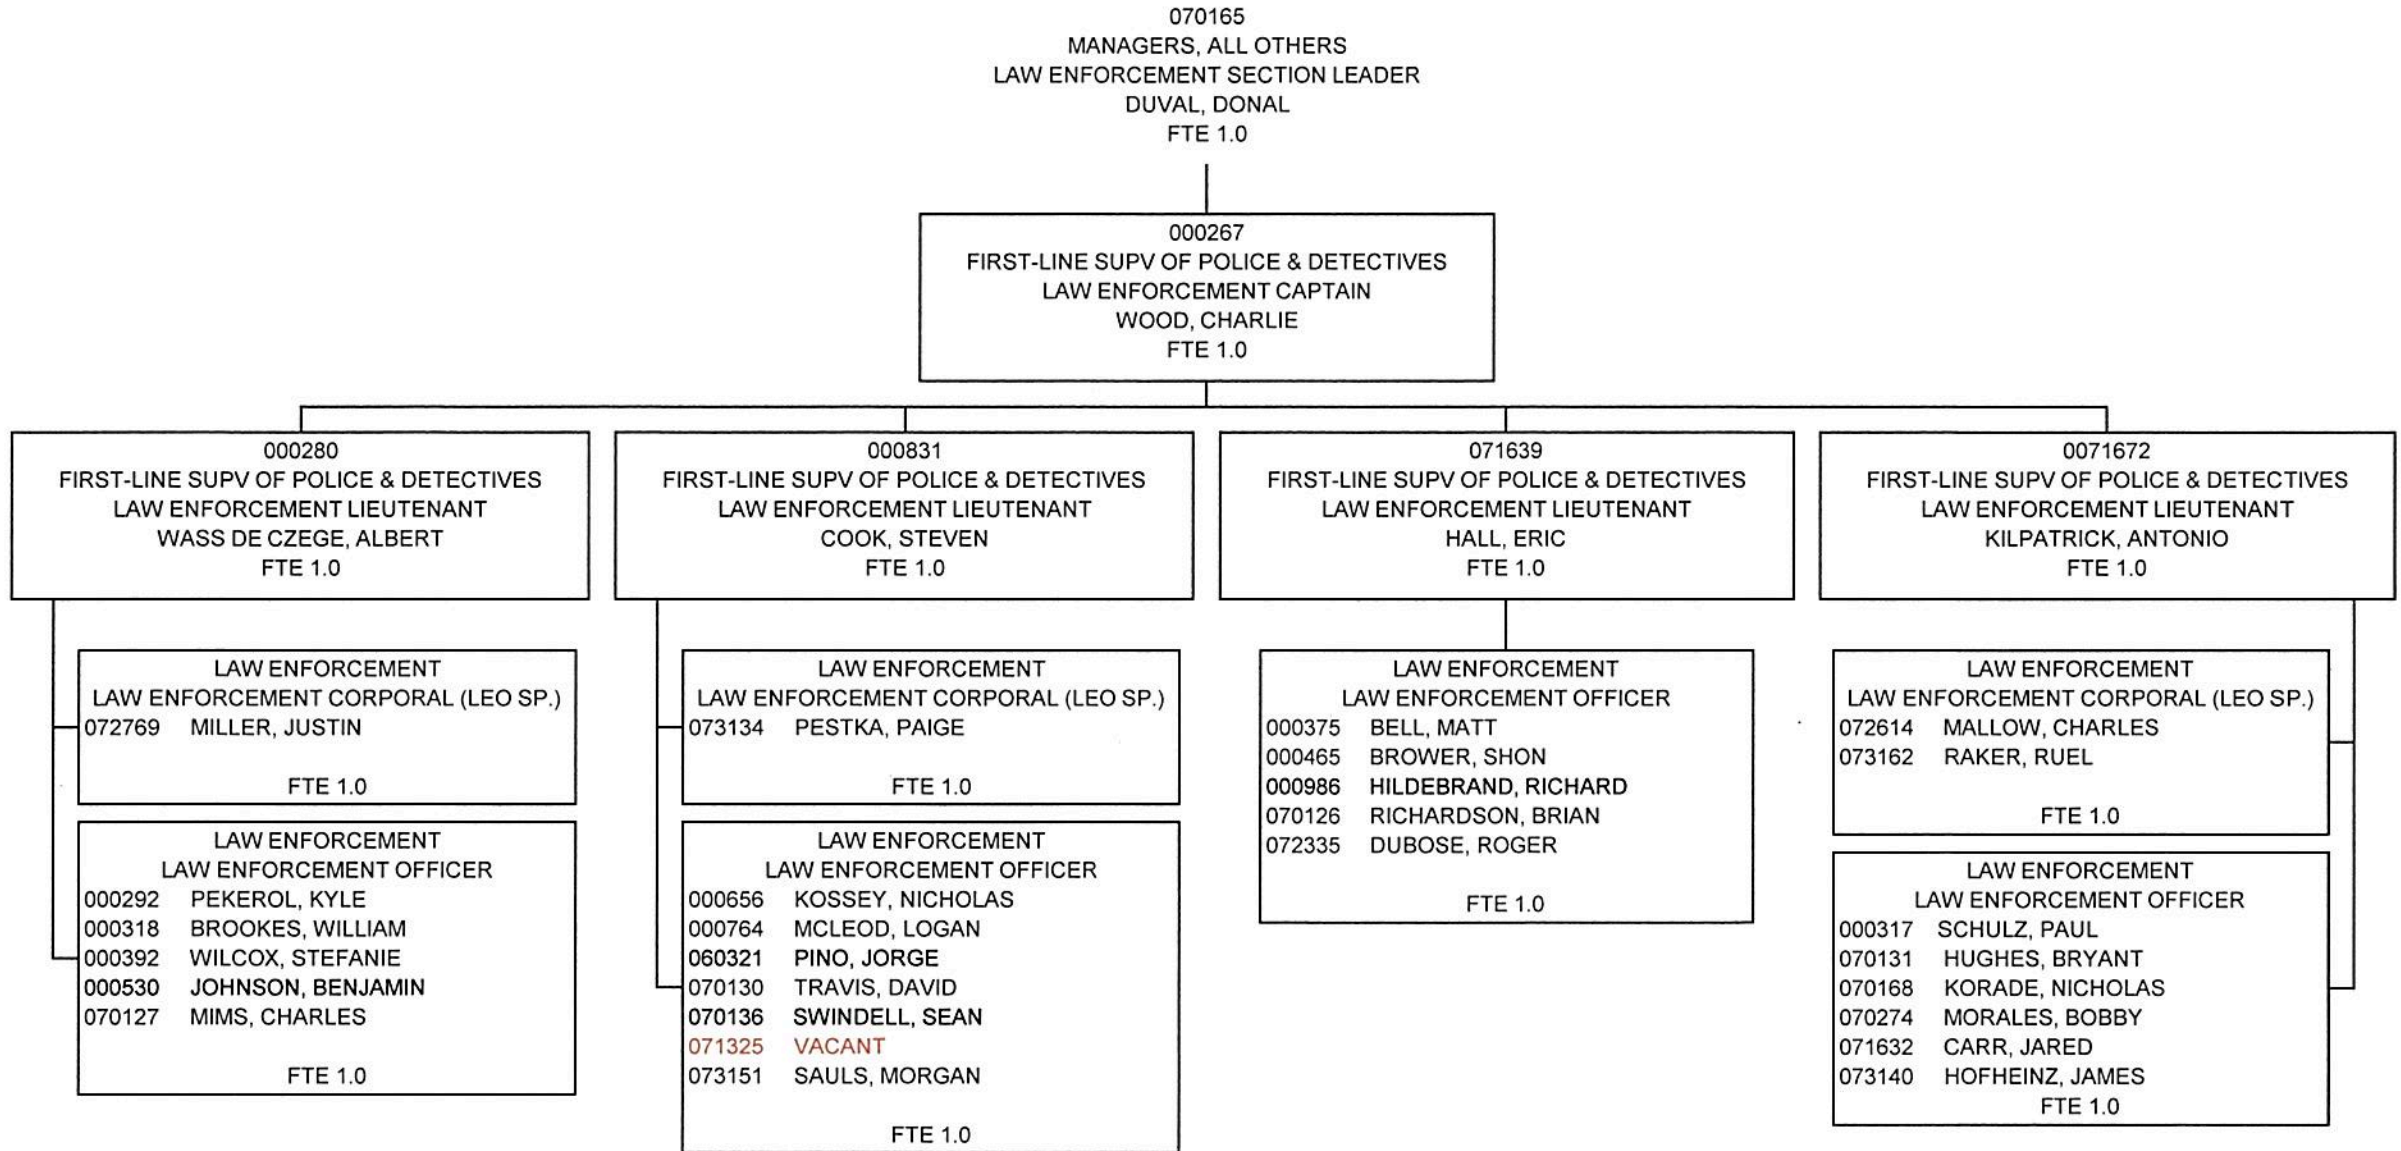 070165
MANAGERS, ALL OTHERS
LAW ENFORCEMENT SECTION LEADER
DUVAL, DONAL
FTE 1.0
000267
FIRST-LINE SUPV OF POLICE & DETECTIVES
LAW ENFORCEMENT CAPTAIN
WOOD, CHARLIE
FTE 1.0
000280
FIRST-LINE SUPV OF POLICE & DETECTIVES
LAW ENFORCEMENT LIEUTENANT
WASS DE CZEGE, ALBERT
FTE 1.0
LAW ENFORCEMENT
LAW ENFORCEMENT CORPORAL (LEO SP.)
072769 MILLER, JUSTIN
FTE 1.0
LAW ENFORCEMENT
LAW ENFORCEMENT OFFICER
000292 PEKEROL, KYLE
000318 BROOKES, WILLIAM
000392 WILCOX, STEFANIE
000530 JOHNSON, BENJAMIN
070127 MIMS, CHARLES
FTE 1.0
000831
FIRST-LINE SUPV OF POLICE & DETECTIVES
LAW ENFORCEMENT LIEUTENANT
COOK, STEVEN
FTE 1.0
LAW ENFORCEMENT
LAW ENFORCEMENT CORPORAL (LEO SP.)
073134 PESTKA, PAIGE
FTE 1.0
LAW ENFORCEMENT
LAW ENFORCEMENT OFFICER
000656 KOSSEY, NICHOLAS
000764 MCLEOD, LOGAN
060321 PINO, JORGE
070130 TRAVIS, DAVID
070136 SWINDELL, SEAN
071325 VACANT
073151 SAULS, MORGAN
FTE 1.0
071639
FIRST-LINE SUPV OF POLICE & DETECTIVES
LAW ENFORCEMENT LIEUTENANT
HALL, ERIC
FTE 1.0
LAW ENFORCEMENT
LAW ENFORCEMENT OFFICER
000375 BELL, MATT
000465 BROWER, SHON
000986 HILDEBRAND, RICHARD
070126 RICHARDSON, BRIAN
072335 DUBOSE, ROGER
FTE 1.0
0071672
FIRST-LINE SUPV OF POLICE & DETECTIVES
LAW ENFORCEMENT LIEUTENANT
KILPATRICK, ANTONIO
FTE 1.0
LAW ENFORCEMENT
LAW ENFORCEMENT CORPORAL (LEO SP.)
072614 MALLOW, CHARLES
073162 RAKER, RUEL
FTE 1.0
LAW ENFORCEMENT
LAW ENFORCEMENT OFFICER
000317 SCHULZ, PAUL
070131 HUGHES, BRYANT
070168 KORADE, NICHOLAS
070274 MORALES, BOBBY
071632 CARR, JARED
073140 HOFHEINZ, JAMES
FTE 1.0